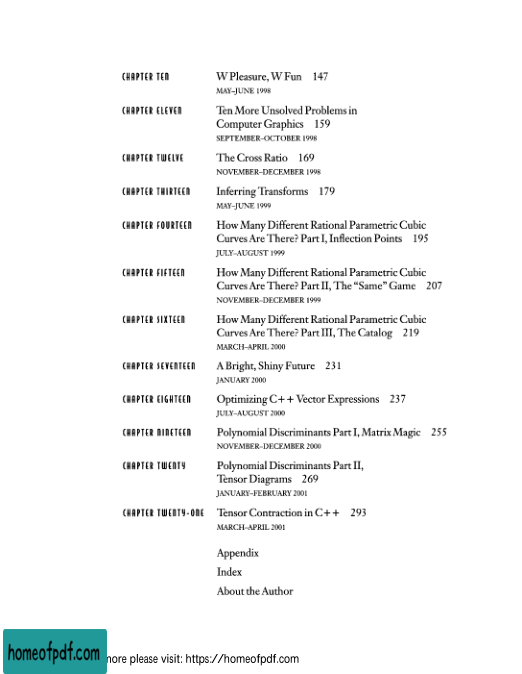 CHAPTER TEN W Pleasure, W Fun 147
MAY–JUNE 1998
CHAPTER ELEVEN Ten More Unsolved Problems in
Computer Graphics 159
SEPTEMBER–OCTOBER 1998
CHAPTER TWELVE The Cross Ratio 169
NOVEMBER–DECEMBER 1998
CHAPTER THIRTEEN Inferring Transforms 179
MAY–JUNE 1999
CHAPTER FOURTEEN How Many Different Rational Parametric Cubic
Curves Are There? Part I, Inflection Points 195
JULY–AUGUST 1999
CHAPTER FIFTEEN How Many Different Rational Parametric Cubic
Curves Are There? Part II, The “Same” Game 207
NOVEMBER–DECEMBER 1999
CHAPTER SIXTEEN How Many Different Rational Parametric Cubic
Curves Are There? Part III, The Catalog 219
MARCH–APRIL 2000
CHAPTER SEVENTEEN A Bright, Shiny Future 231
JANUARY 2000
CHAPTER EIGHTEEN Optimizing C++ Vector Expressions 237
JULY–AUGUST 2000
CHAPTER NINETEEN Polynomial Discriminants Part I, Matrix Magic 255
NOVEMBER–DECEMBER 2000
CHAPTER TWENTY Polynomial Discriminants Part II,
Tensor Diagrams 269
JANUARY–FEBRUARY 2001
CHAPTER TWENTY-ONE Tensor Contraction in C++ 293
MARCH–APRIL 2001
Appendix
Index
About the Author
homeofpdf.com more please visit: https://homeofpdf.com